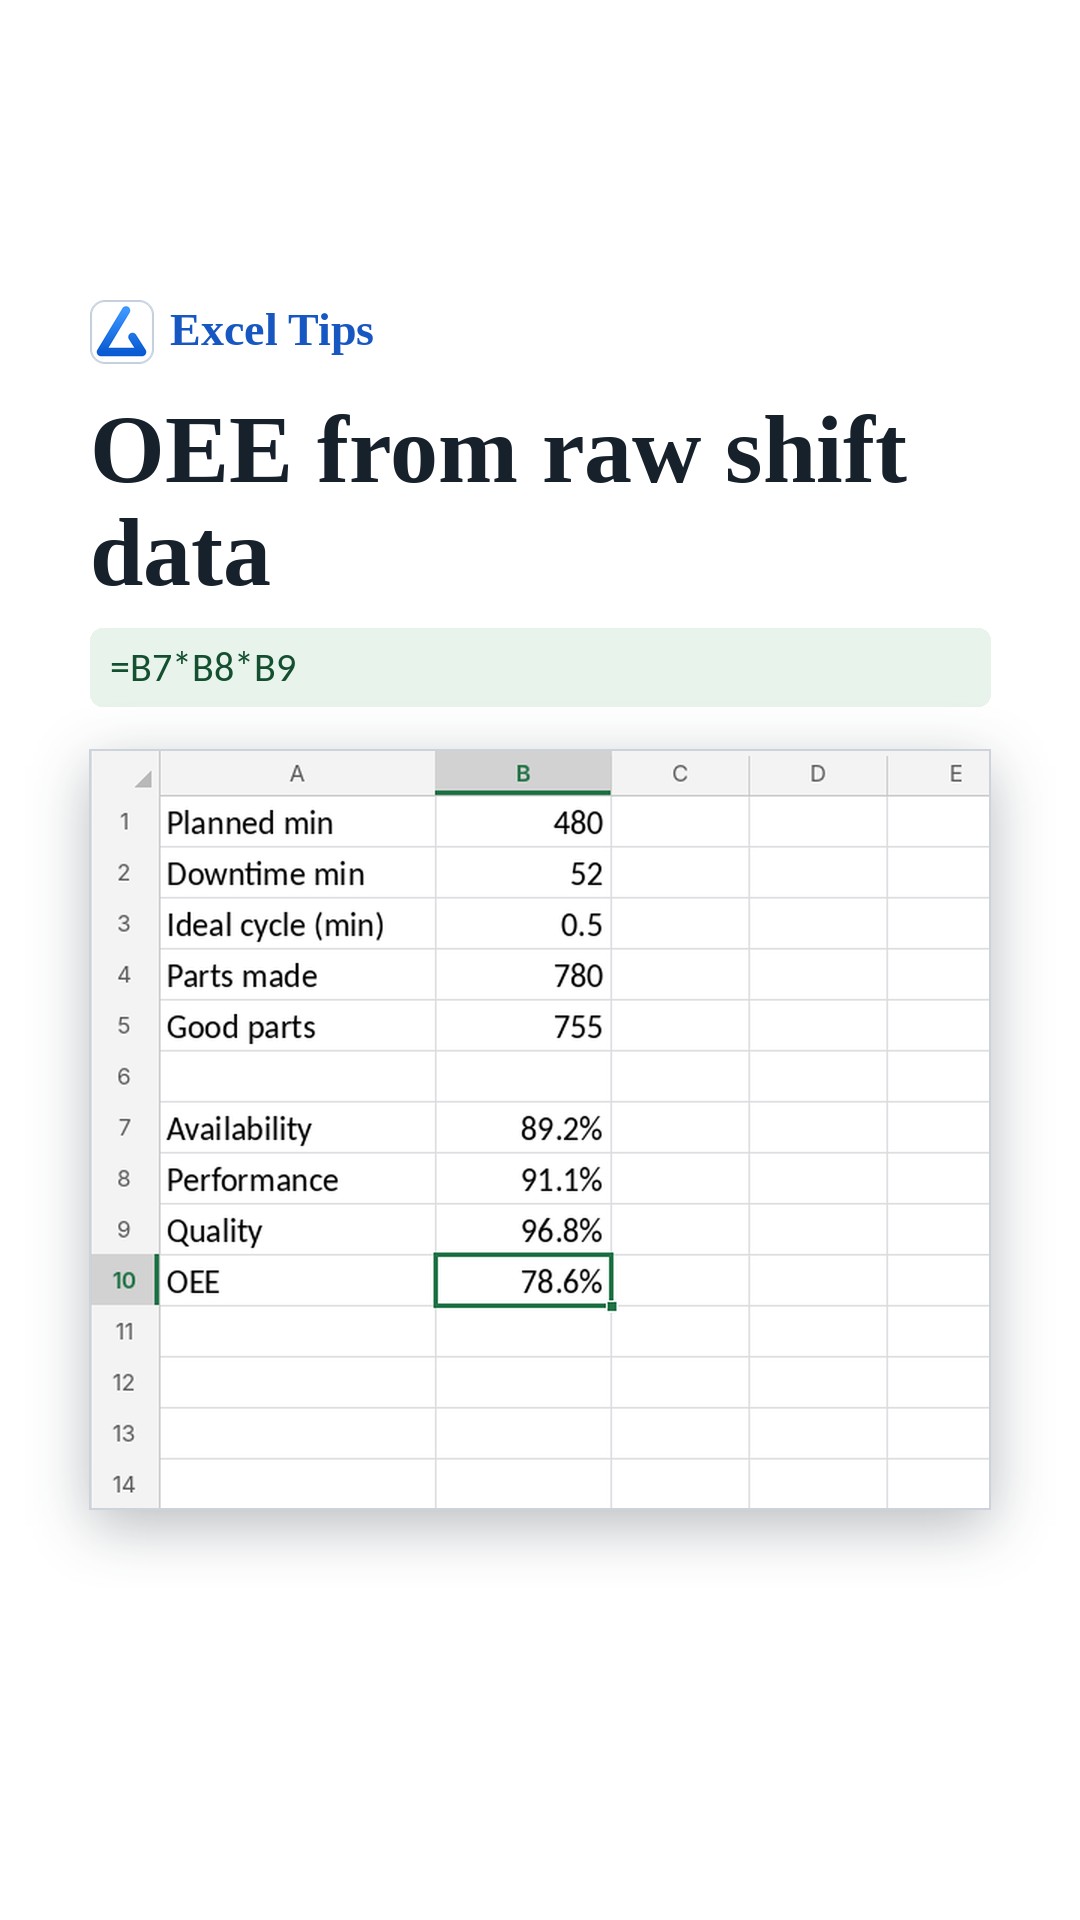 Excel Tips
OEE from raw shift
data
=B7*B8*B9
A B C D E
1 Planned min 480
2 Downtime min 52
3 Ideal cycle (min) 0.5
4 Parts made 780
5 Good parts 755
6
7 Availability 89.2%
8 Performance 91.1%
9 Quality 96.8%
10 OEE 78.6%
11
12
13
14